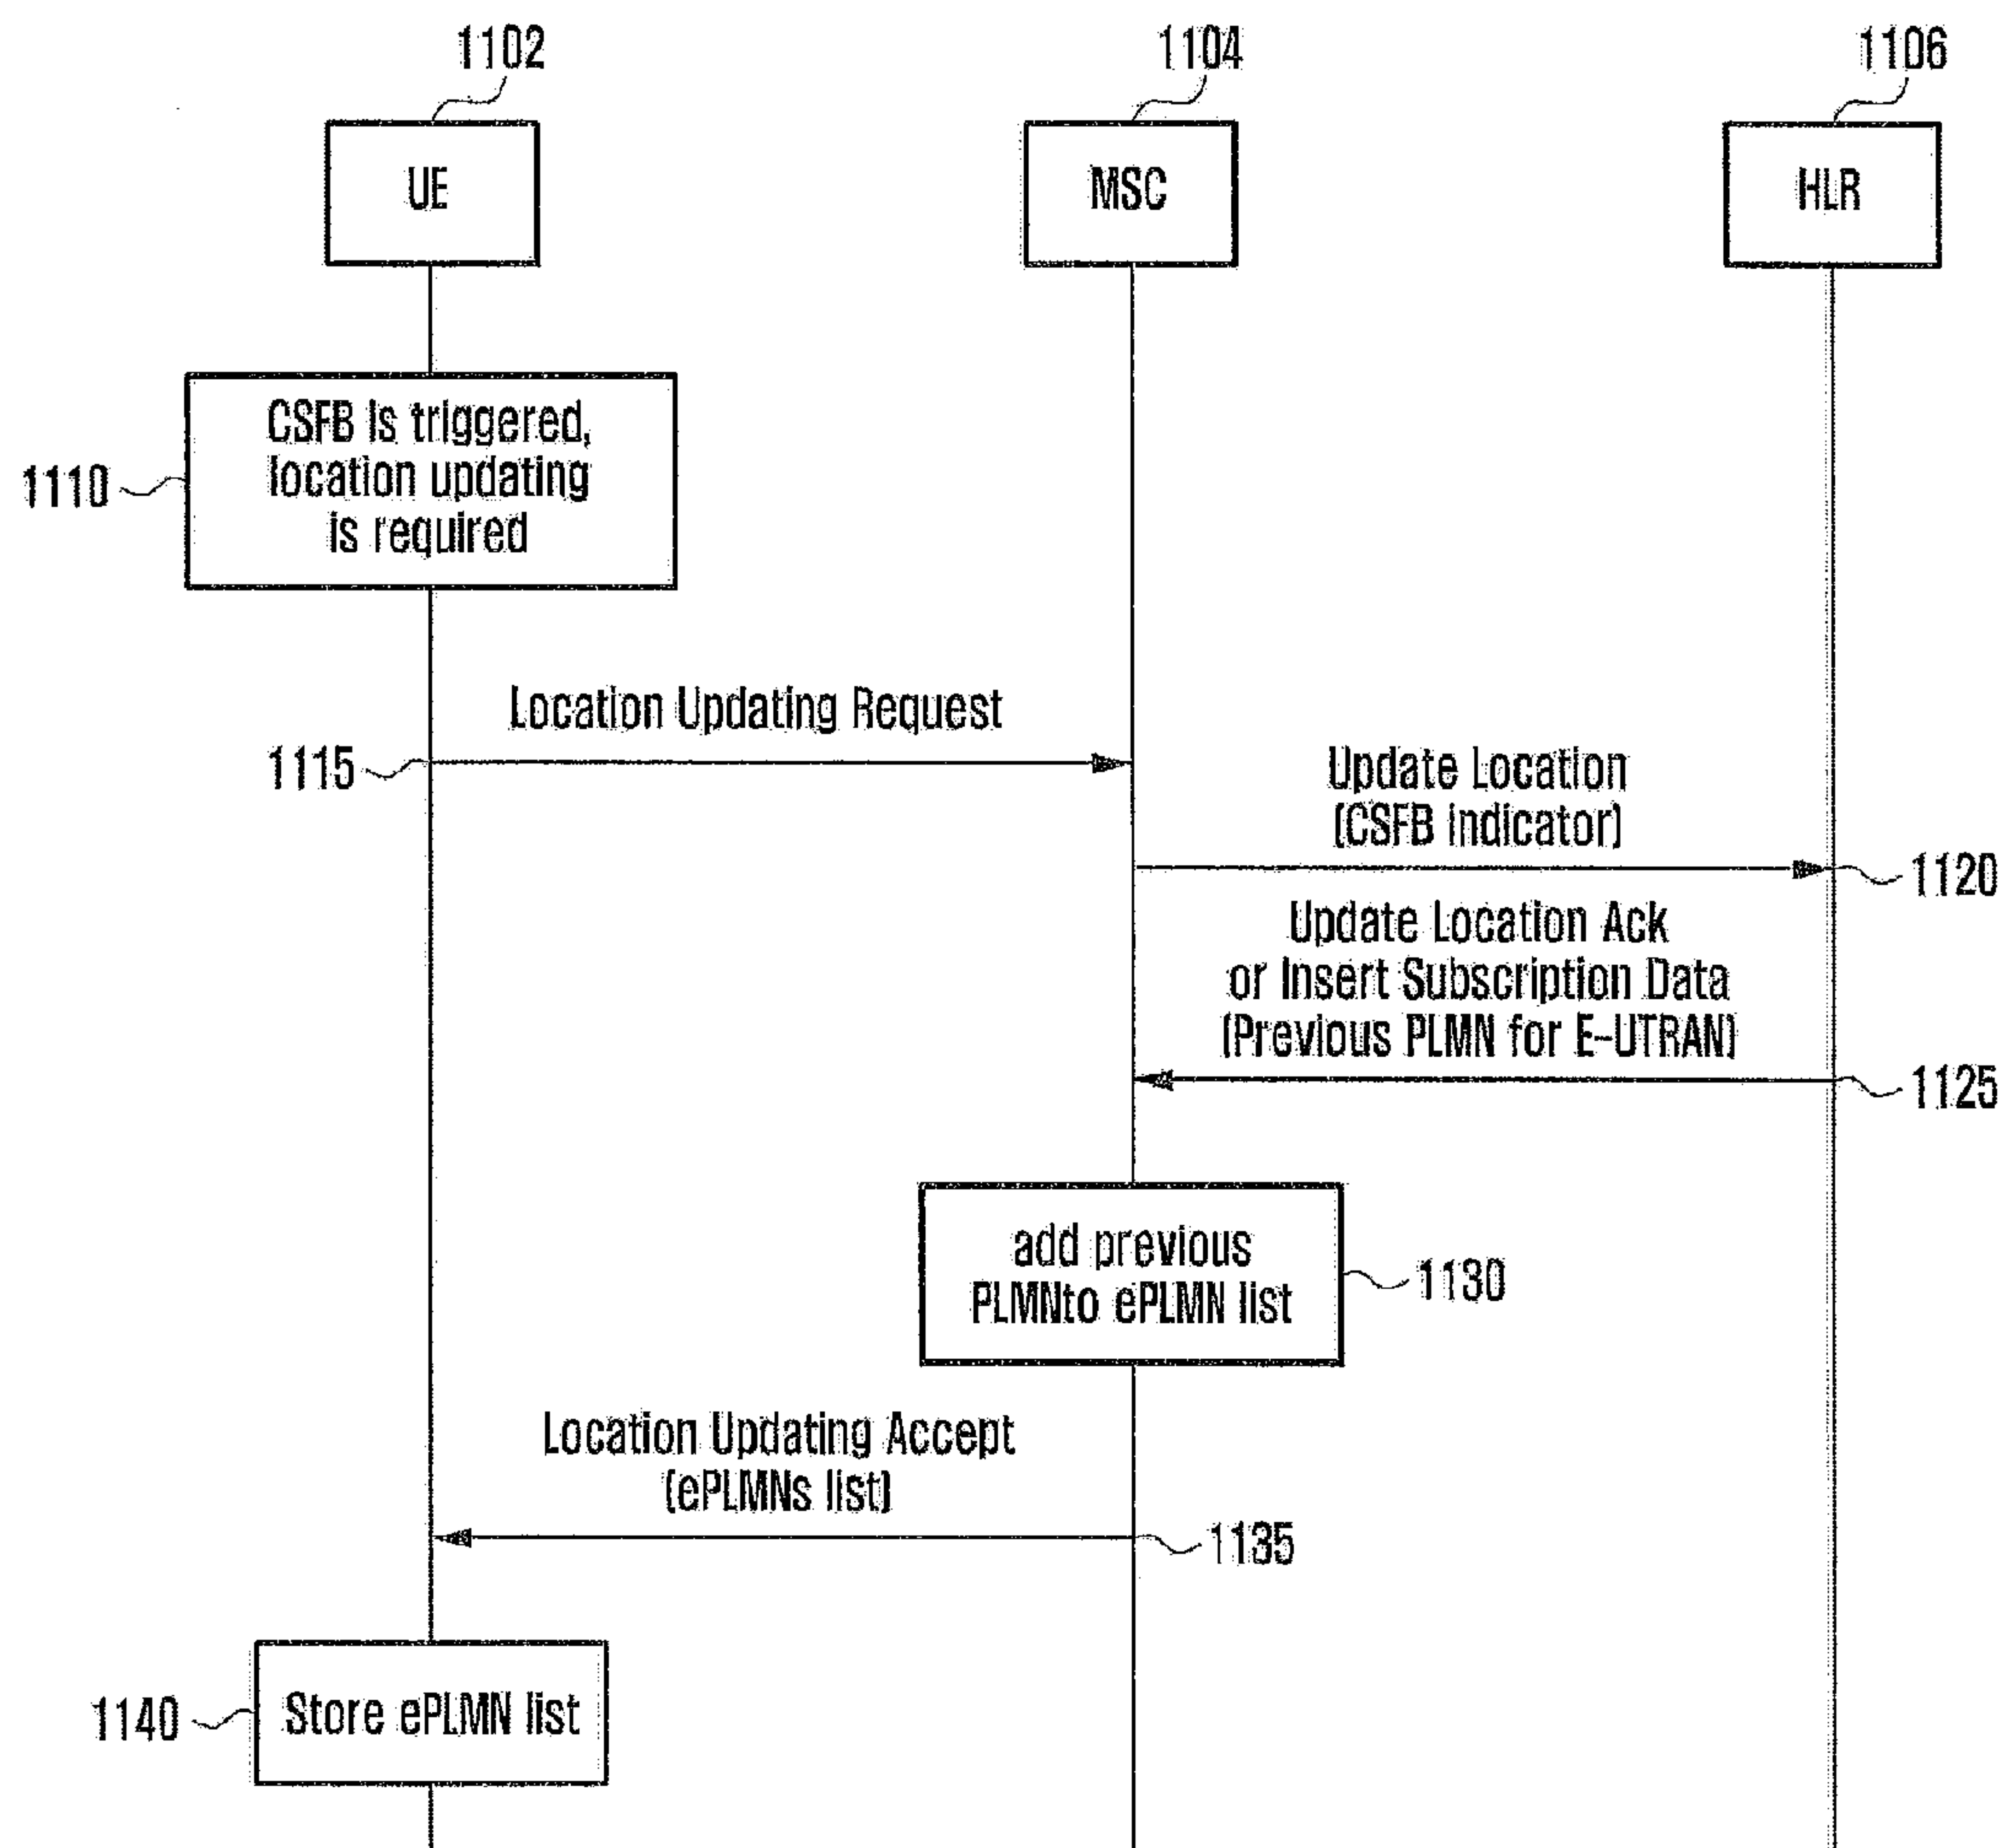 1102
1104
1106
UE
MSC
HLR
CSFB is triggered,
location updating
is required
1110
Location Updating Request
1115
Update Location
(CSFB indicator)
1120
Update Location Ack
or Insert Subscription Data
(Previous PLMN for E-UTRAN)
1125
add previous
PLMNto ePLMN list
1130
Location Updating Accept
(ePLMNs list)
1135
Store ePLMN list
1140